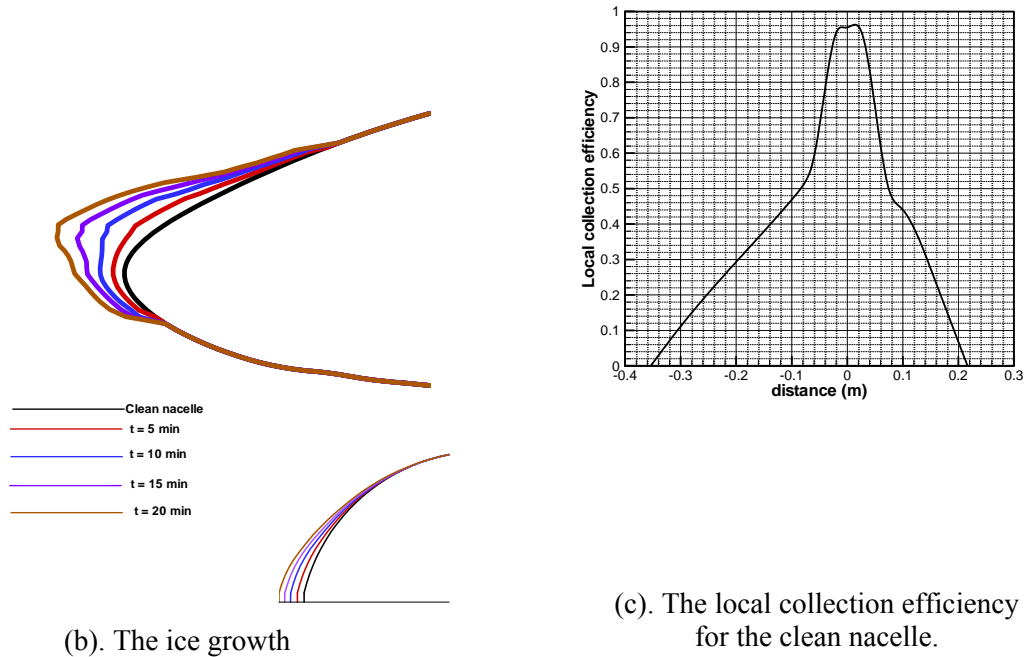 Clean nacelle
t = 5 min
t = 10 min
t = 15 min
t = 20 min
(b). The ice growth
Local collection efficiency
1
0.9
0.8
0.7
0.6
0.5
0.4
0.3
0.2
0.1
0
-0.4 -0.3 -0.2 -0.1 0 0.1 0.2 0.3
distance (m)
(c). The local collection efficiency
for the clean nacelle.